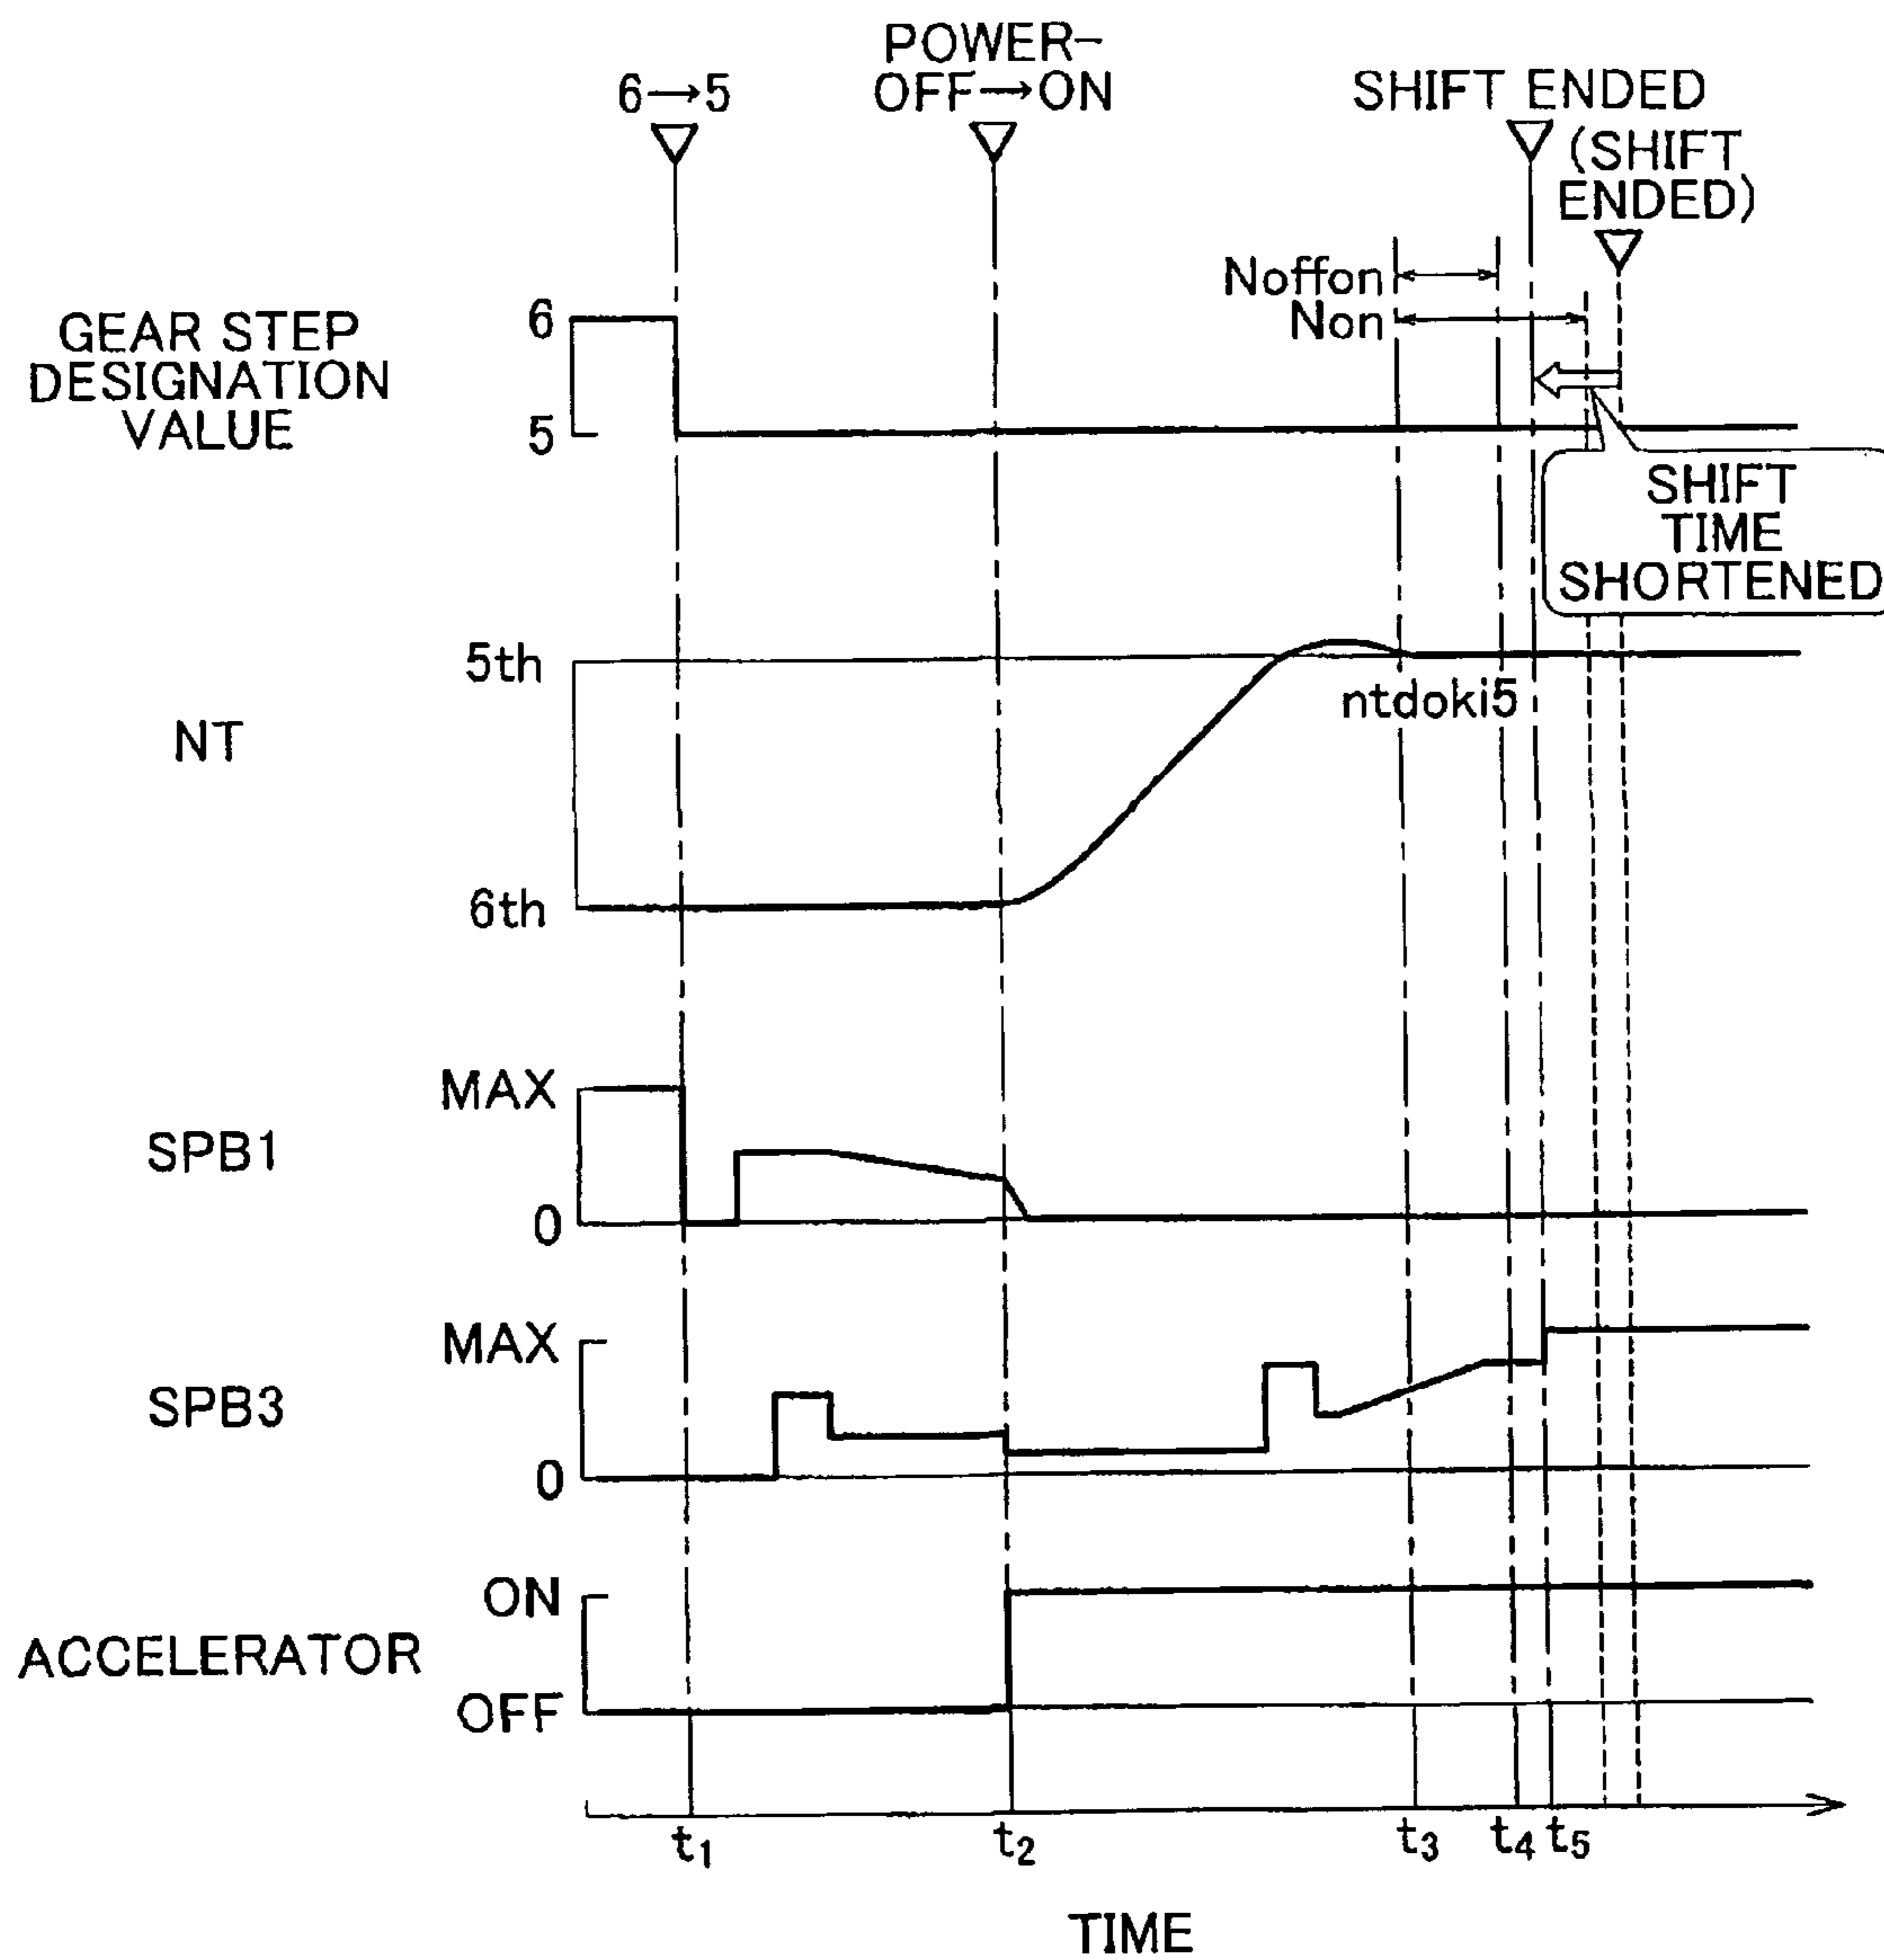 POWER-
OFF→ON
6→5
SHIFT ENDED
(SHIFT
ENDED)
Noffon
Non
GEAR STEP
DESIGNATION
VALUE
6
5
SHIFT
TIME
SHORTENED
NT
5th
6th
ntdoki5
SPB1
MAX
0
SPB3
MAX
0
ACCELERATOR
ON
OFF
t1
t2
t3
t4
t5
TIME